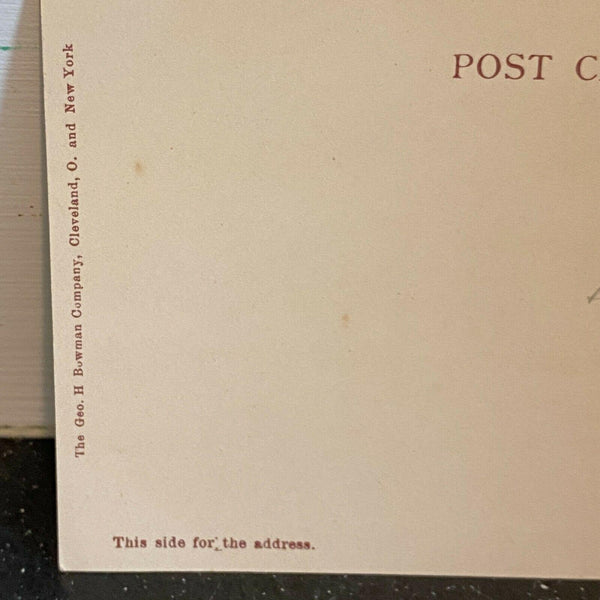 POST C
The Geo. H Bowman Company, Cleveland, O. and New York
This side for the address.